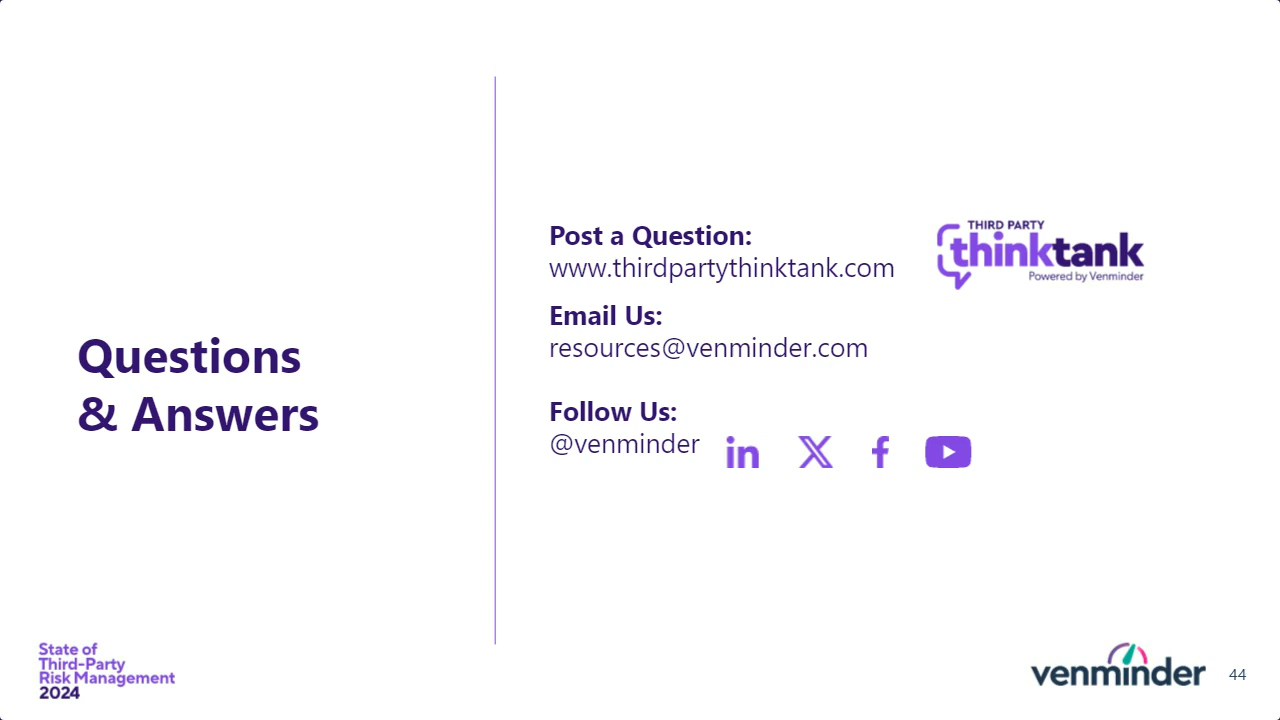 Questions
& Answers
Post a Question:
www.thirdpartythinktank.com
THIRD PARTY
thinktank
Powered by Venminder
Email Us:
resources@venminder.com
Follow Us:
@venminder
State of
Third-Party
Risk Management
2024
venminder
44